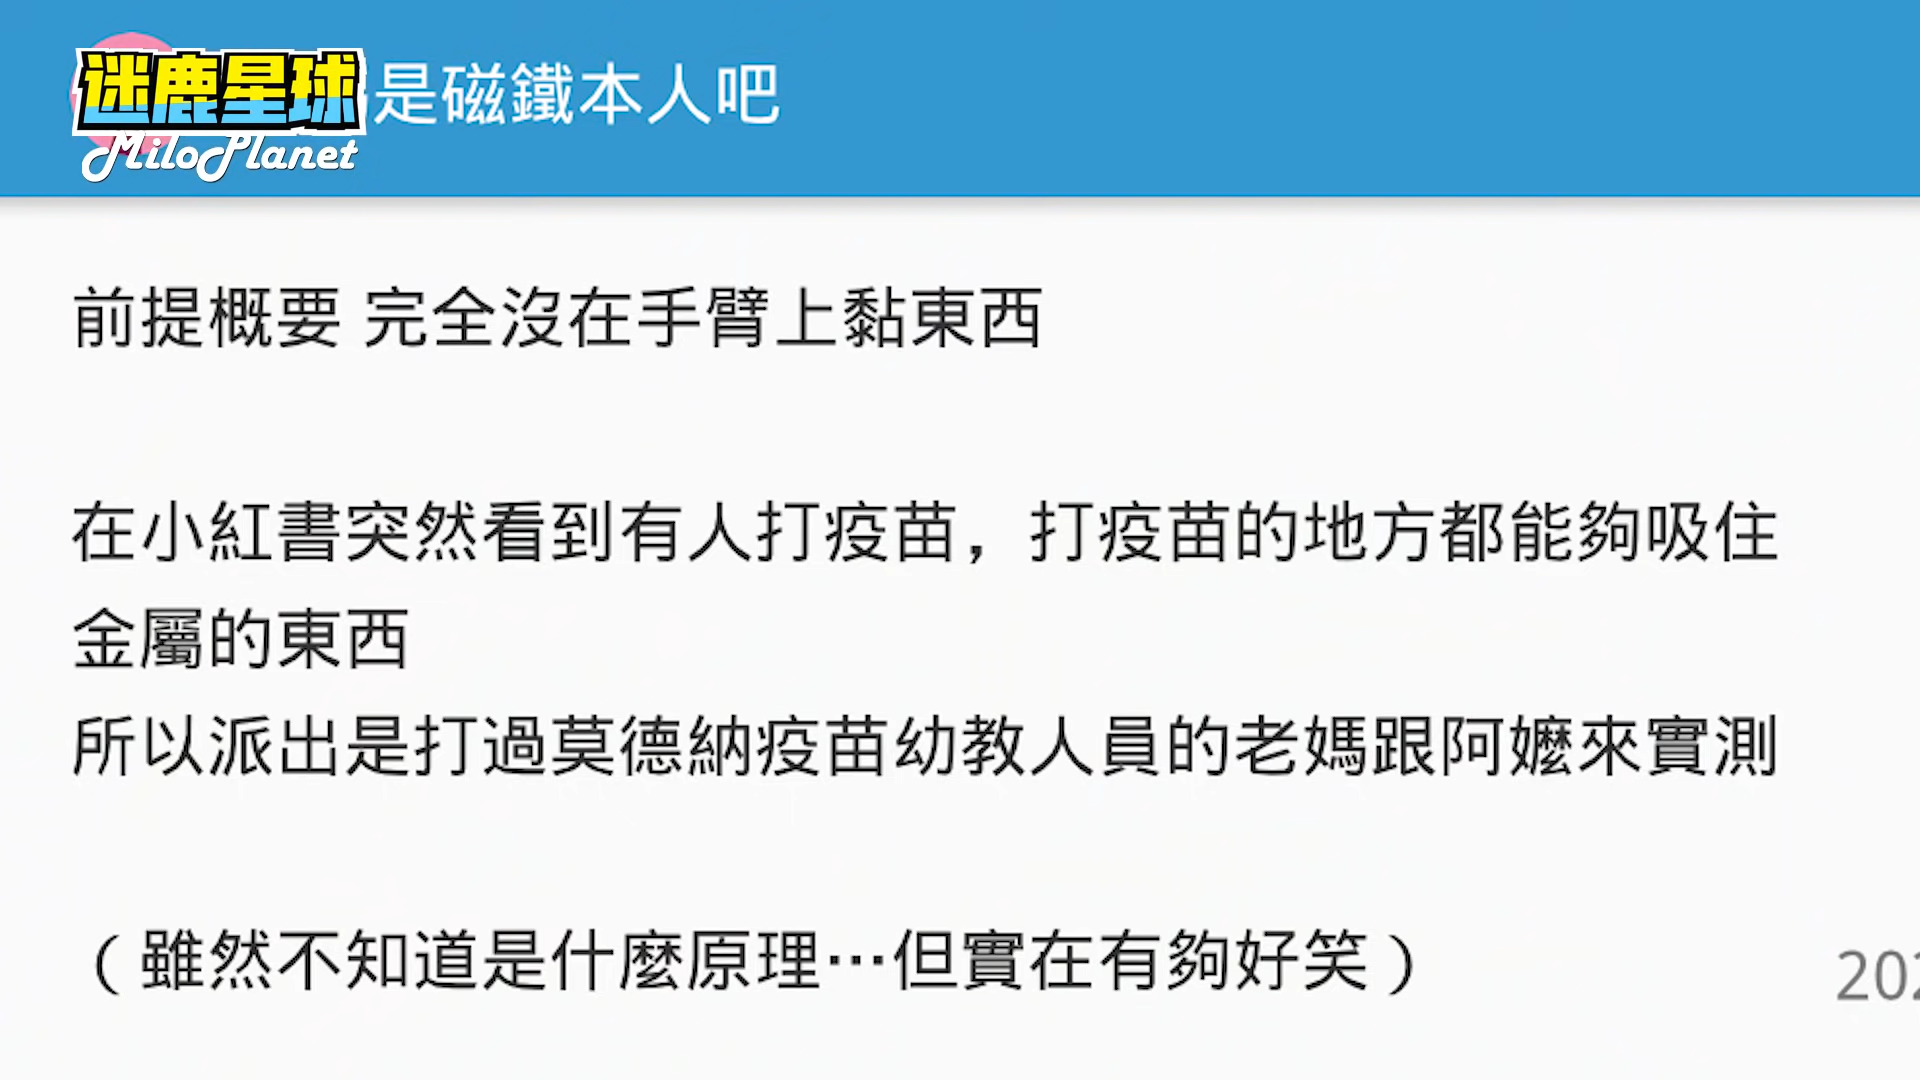 迷鹿星球
MiloPlanet
是磁鐵本人吧
前提概要 完全沒在手臂上黏東西
在小紅書突然看到有人打疫苗，打疫苗的地方都能夠吸住
金屬的東西
所以派出是打過莫德納疫苗幼教人員的老媽跟阿嬤來實測
（雖然不知道是什麼原理…但實在有夠好笑）